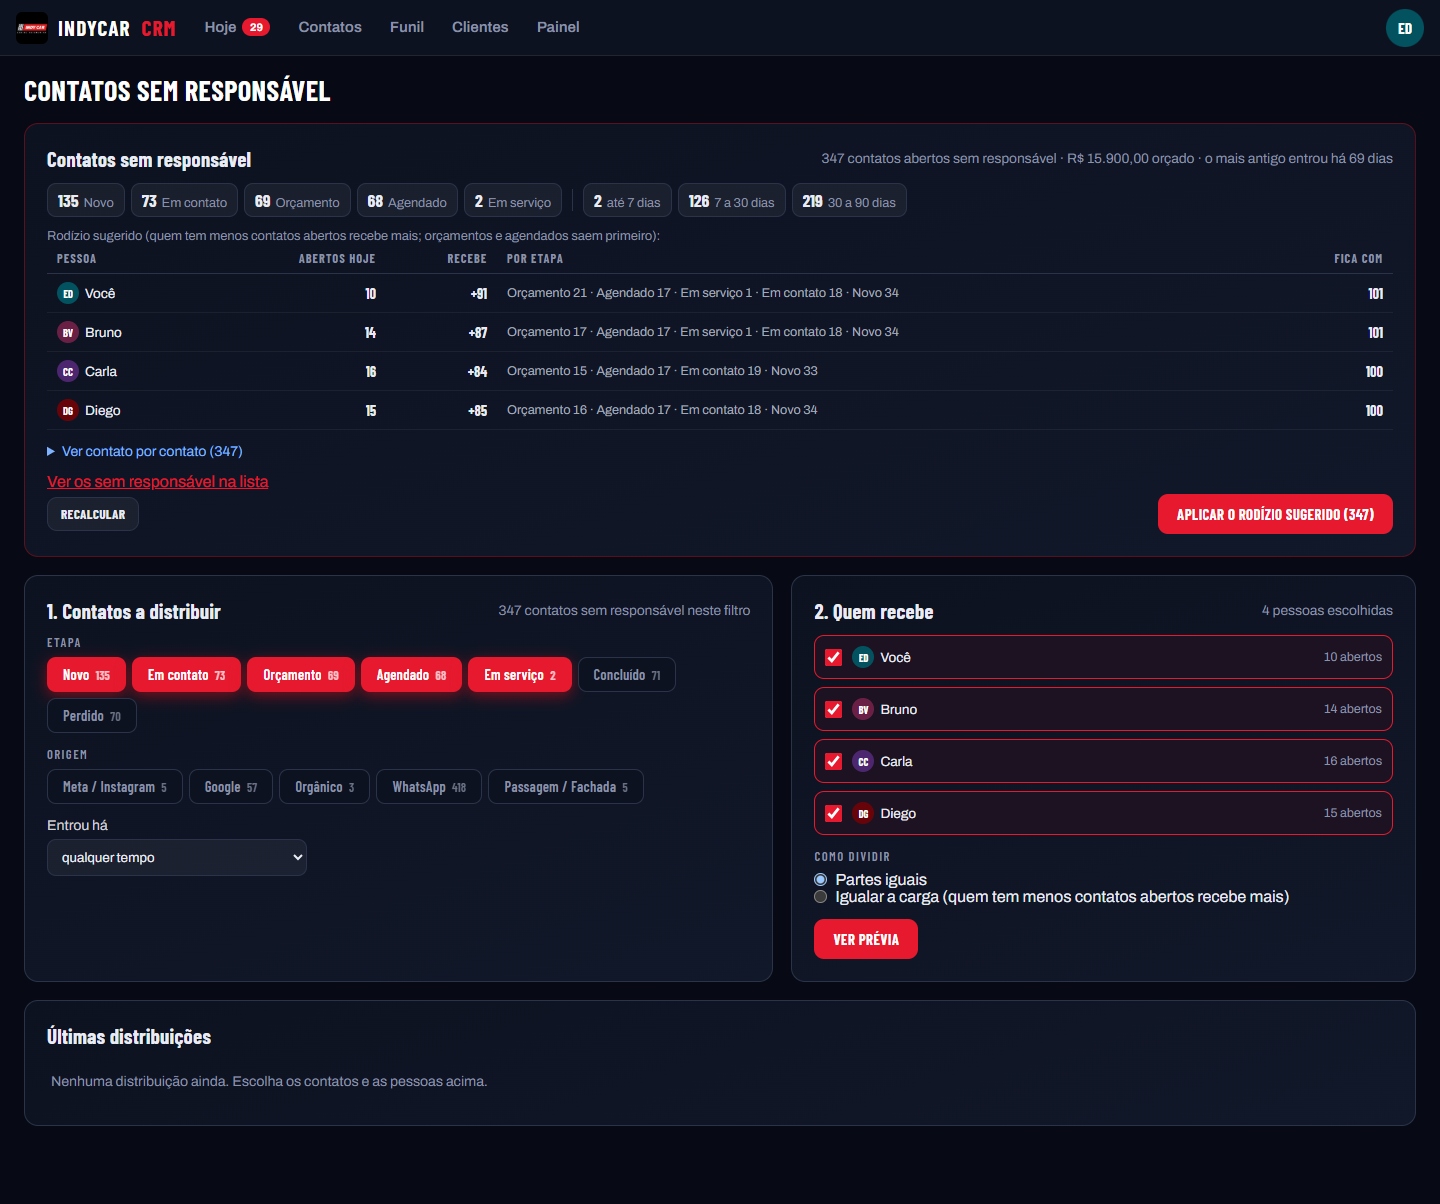 INDYCAR CRM Hoje 29 Contatos Funil Clientes Painel ED
CONTATOS SEM RESPONSÁVEL
Contatos sem responsável
347 contatos abertos sem responsável · R$ 15.900,00 orçado · o mais antigo entrou há 69 dias
135 Novo 73 Em contato 69 Orçamento 68 Agendado 2 Em serviço 2 até 7 dias 126 7 a 30 dias 219 30 a 90 dias
Rodízio sugerido (quem tem menos contatos abertos recebe mais; orçamentos e agendados saem primeiro):
PESSOA ABERTOS HOJE RECEBE POR ETAPA FICA COM
ED Você 10 +91 Orçamento 21 · Agendado 17 · Em serviço 1 · Em contato 18 · Novo 34 101
BV Bruno 14 +87 Orçamento 17 · Agendado 17 · Em serviço 1 · Em contato 18 · Novo 34 101
CC Carla 16 +84 Orçamento 15 · Agendado 17 · Em contato 19 · Novo 33 100
DG Diego 15 +85 Orçamento 16 · Agendado 17 · Em contato 18 · Novo 34 100
Ver contato por contato (347)
Ver os sem responsável na lista
RECALCULAR
APLICAR O RODÍZIO SUGERIDO (347)
1. Contatos a distribuir
347 contatos sem responsável neste filtro
ETAPA
Novo 135 Em contato 73 Orçamento 69 Agendado 68 Em serviço 2 Concluído 71
Perdido 70
ORIGEM
Meta / Instagram 5 Google 57 Orgânico 3 WhatsApp 418 Passagem / Fachada 5
Entrou há
qualquer tempo
2. Quem recebe
4 pessoas escolhidas
ED Você 10 abertos
BV Bruno 14 abertos
CC Carla 16 abertos
DG Diego 15 abertos
COMO DIVIDIR
Partes iguais
Igualar a carga (quem tem menos contatos abertos recebe mais)
VER PRÉVIA
Últimas distribuições
Nenhuma distribuição ainda. Escolha os contatos e as pessoas acima.